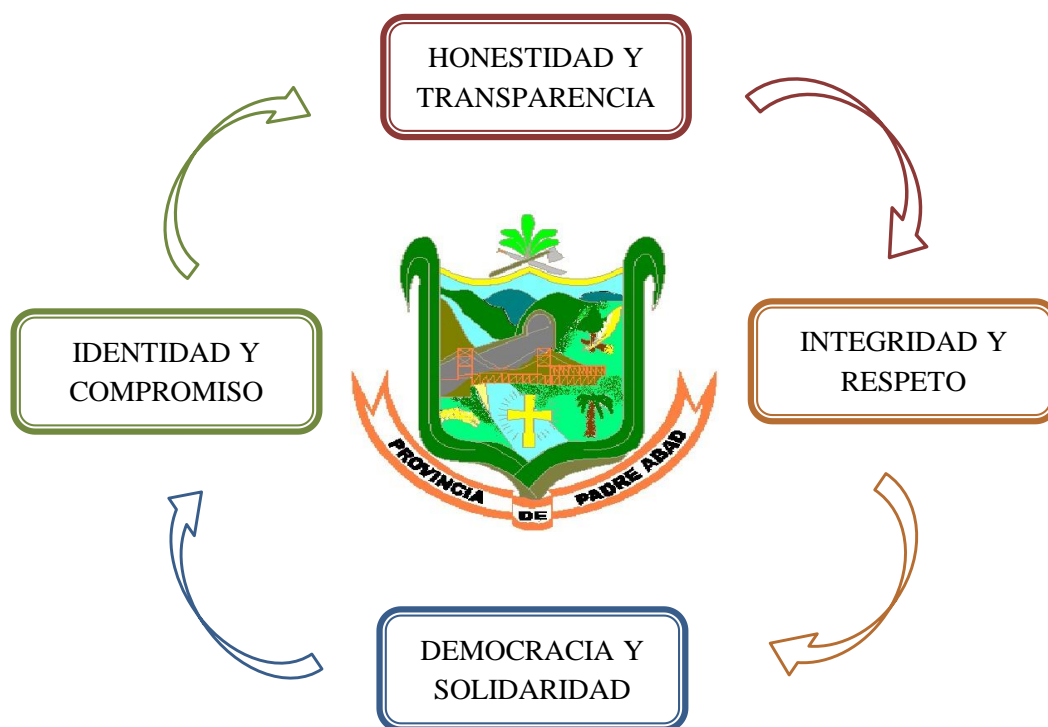 HONESTIDAD Y
TRANSPARENCIA
IDENTIDAD Y
COMPROMISO
INTEGRIDAD Y
RESPETO
PROVINCIA
DE
PADRE ABAD
DEMOCRACIA Y
SOLIDARIDAD